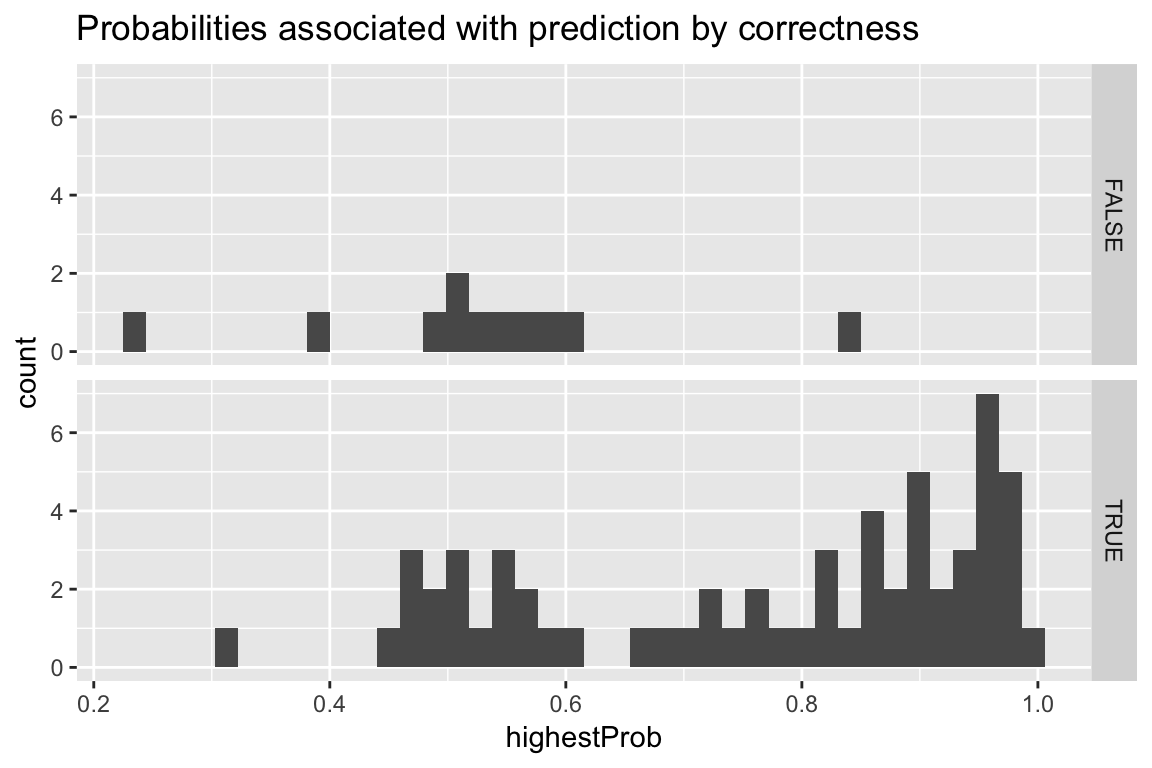 Probabilities associated with prediction by correctness
6
4
2
0
FALSE
count
6
4
2
0
TRUE
0.2 0.4 0.6 0.8 1.0
highestProb